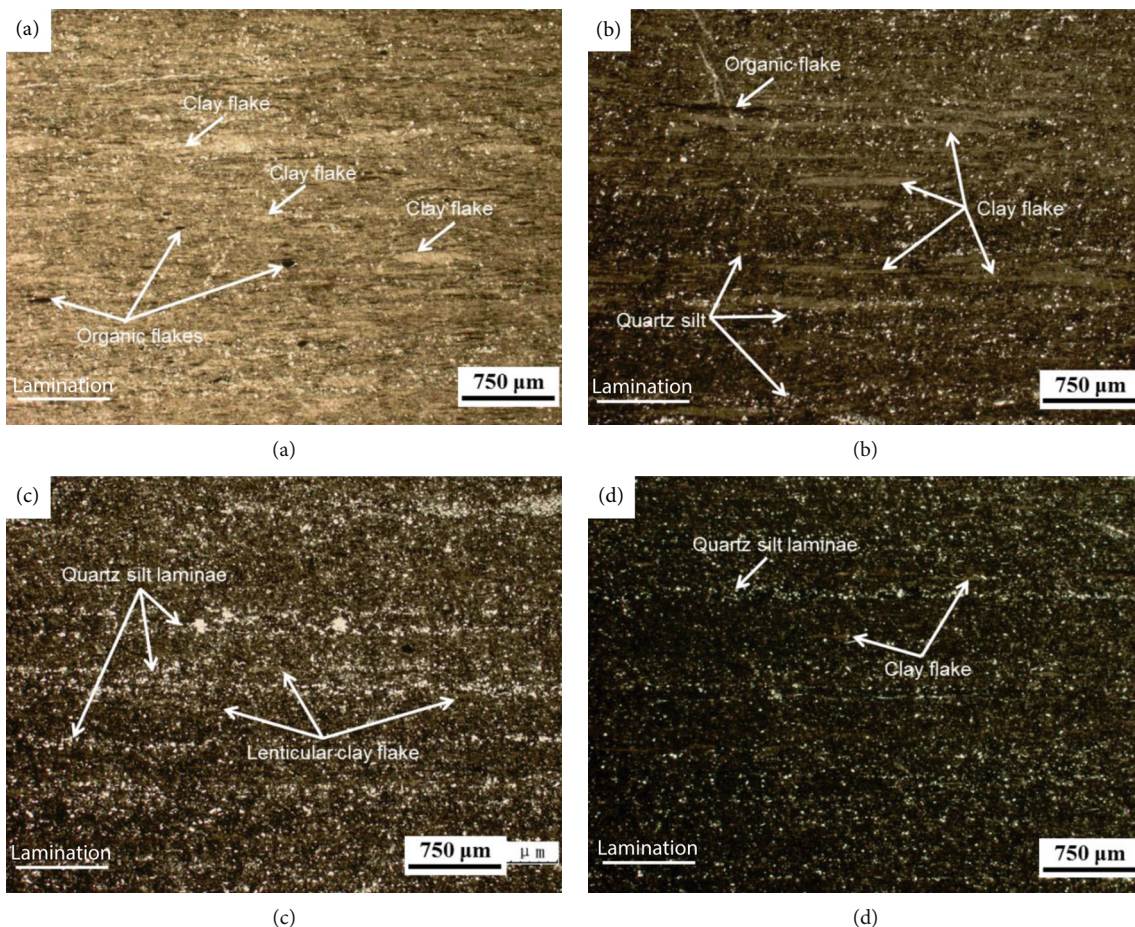 (a)
Clay flake
Clay flake
Clay flake
Organic flakes
Lamination
750 μm
(a)
(b)
Organic flake
Clay flake
Quartz silt
Lamination
750 μm
(b)
(c)
Quartz silt laminae
Lenticular clay flake
Lamination
750 μm
μm
(c)
(d)
Quartz silt laminae
Clay flake
Lamination
750 μm
(d)